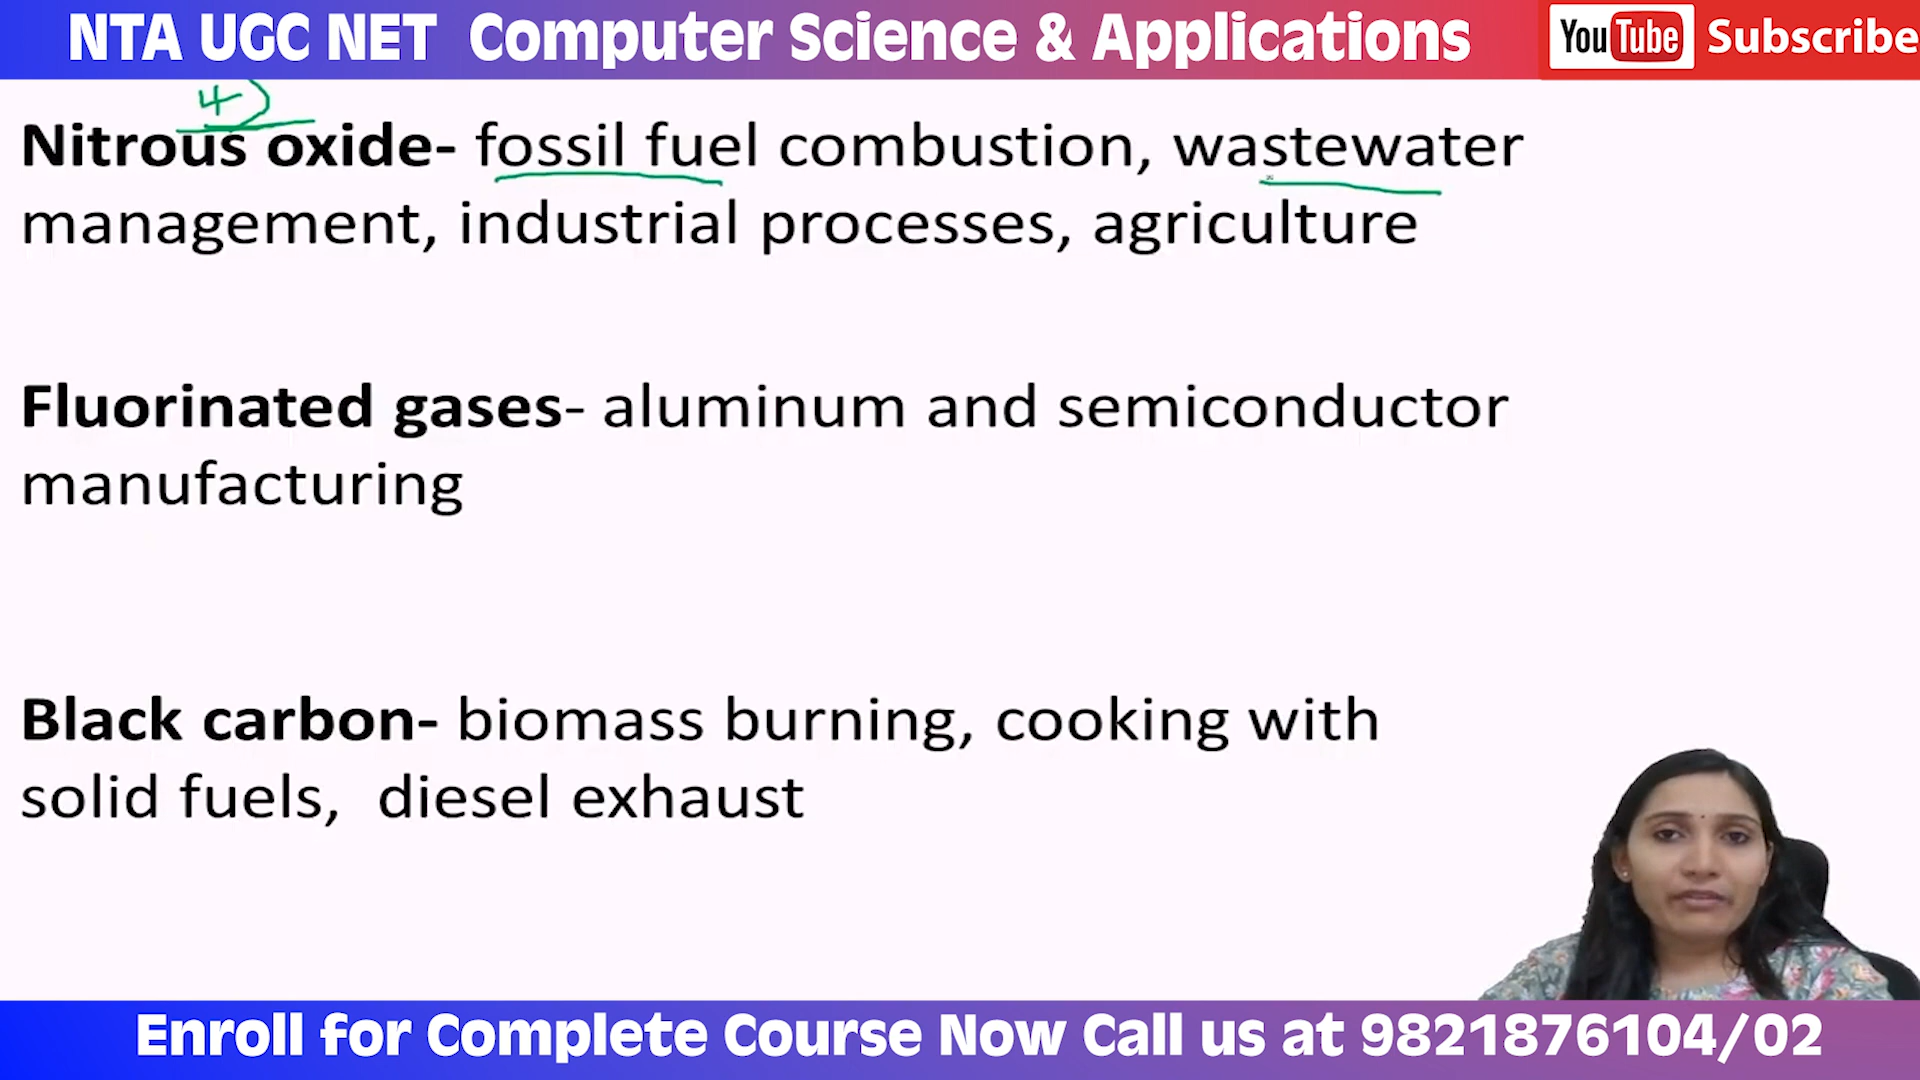 NTA UGC NET Computer Science & Applications
YouTube Subscribe
4)
Nitrous oxide- fossil fuel combustion, wastewater
management, industrial processes, agriculture
Fluorinated gases- aluminum and semiconductor
manufacturing
Black carbon- biomass burning, cooking with
solid fuels, diesel exhaust
Enroll for Complete Course Now Call us at 9821876104/02